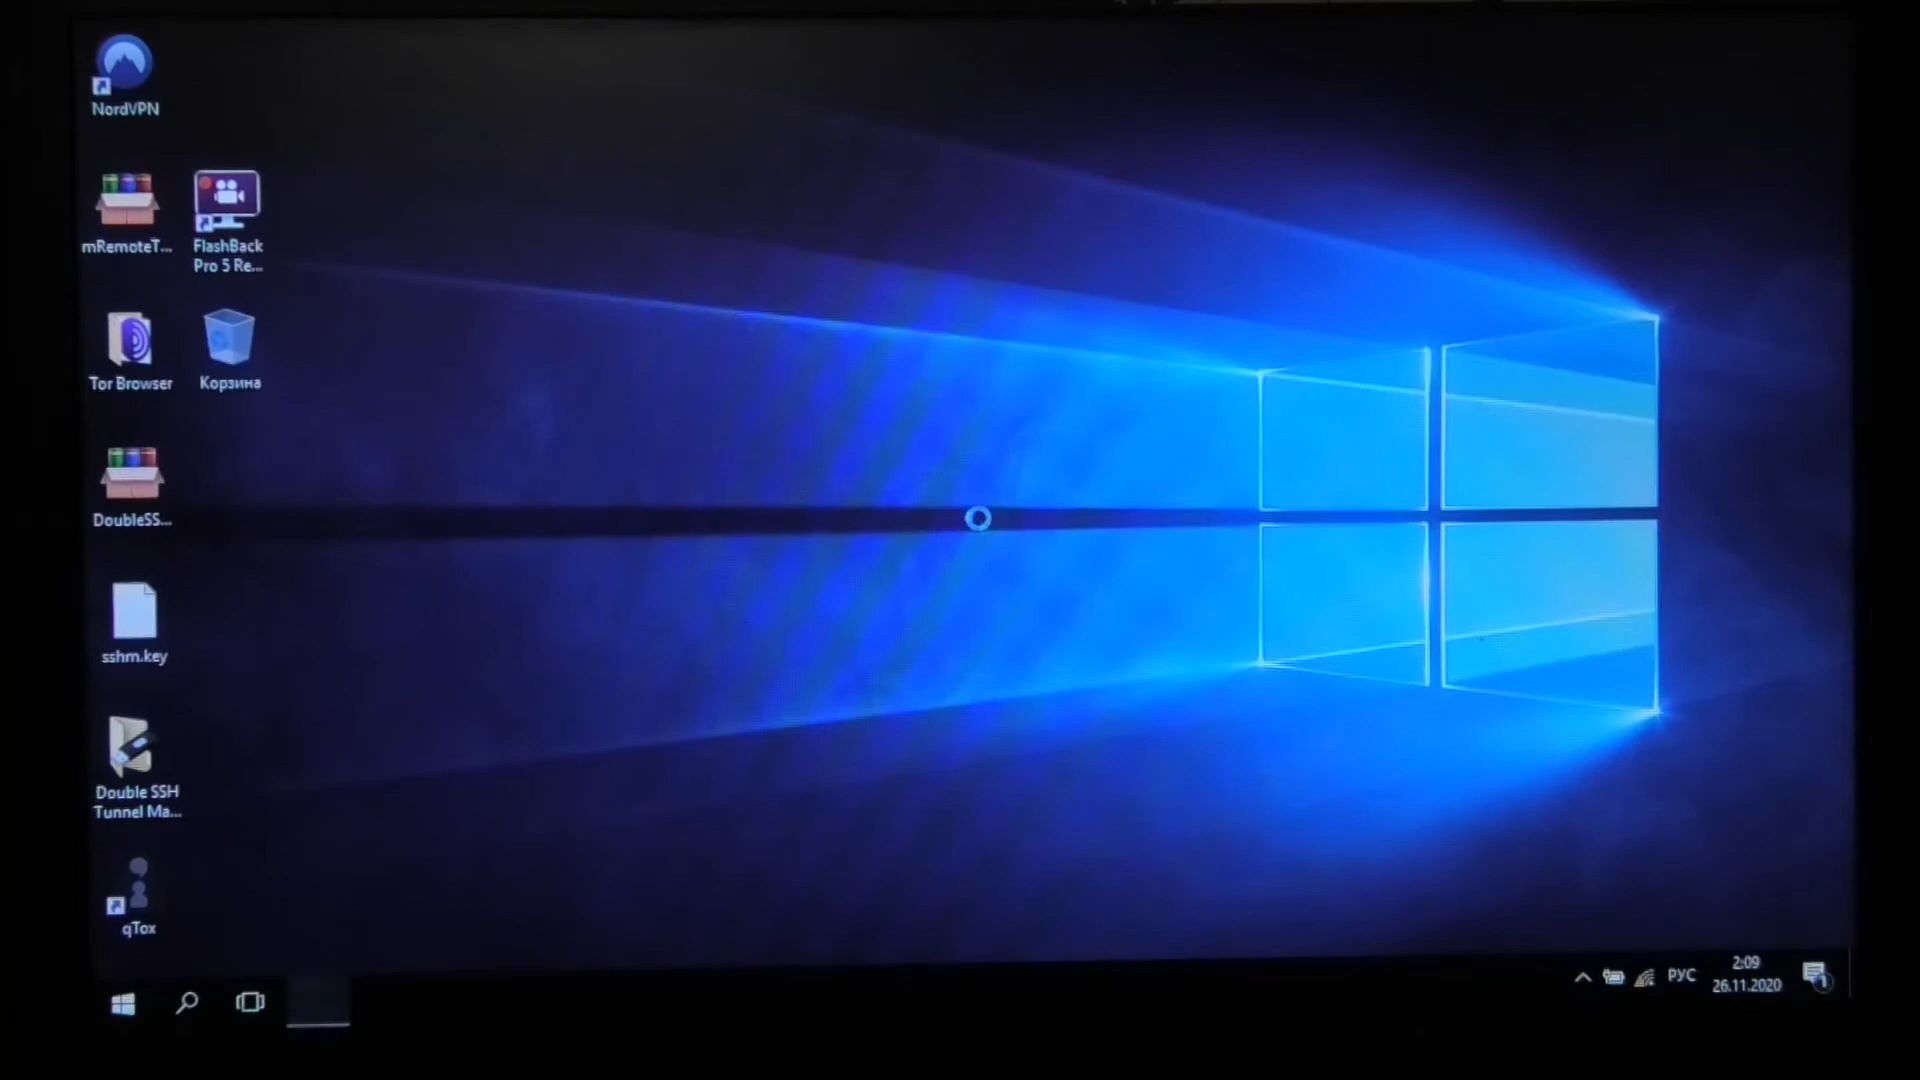 NordVPN
mRemoteT...
FlashBack
Pro 5 Re...
Tor Browser
Корзина
DoubleSS...
sshm.key
Double SSH
Tunnel Ma...
qTox
РУС
2:09
26.11.2020
1